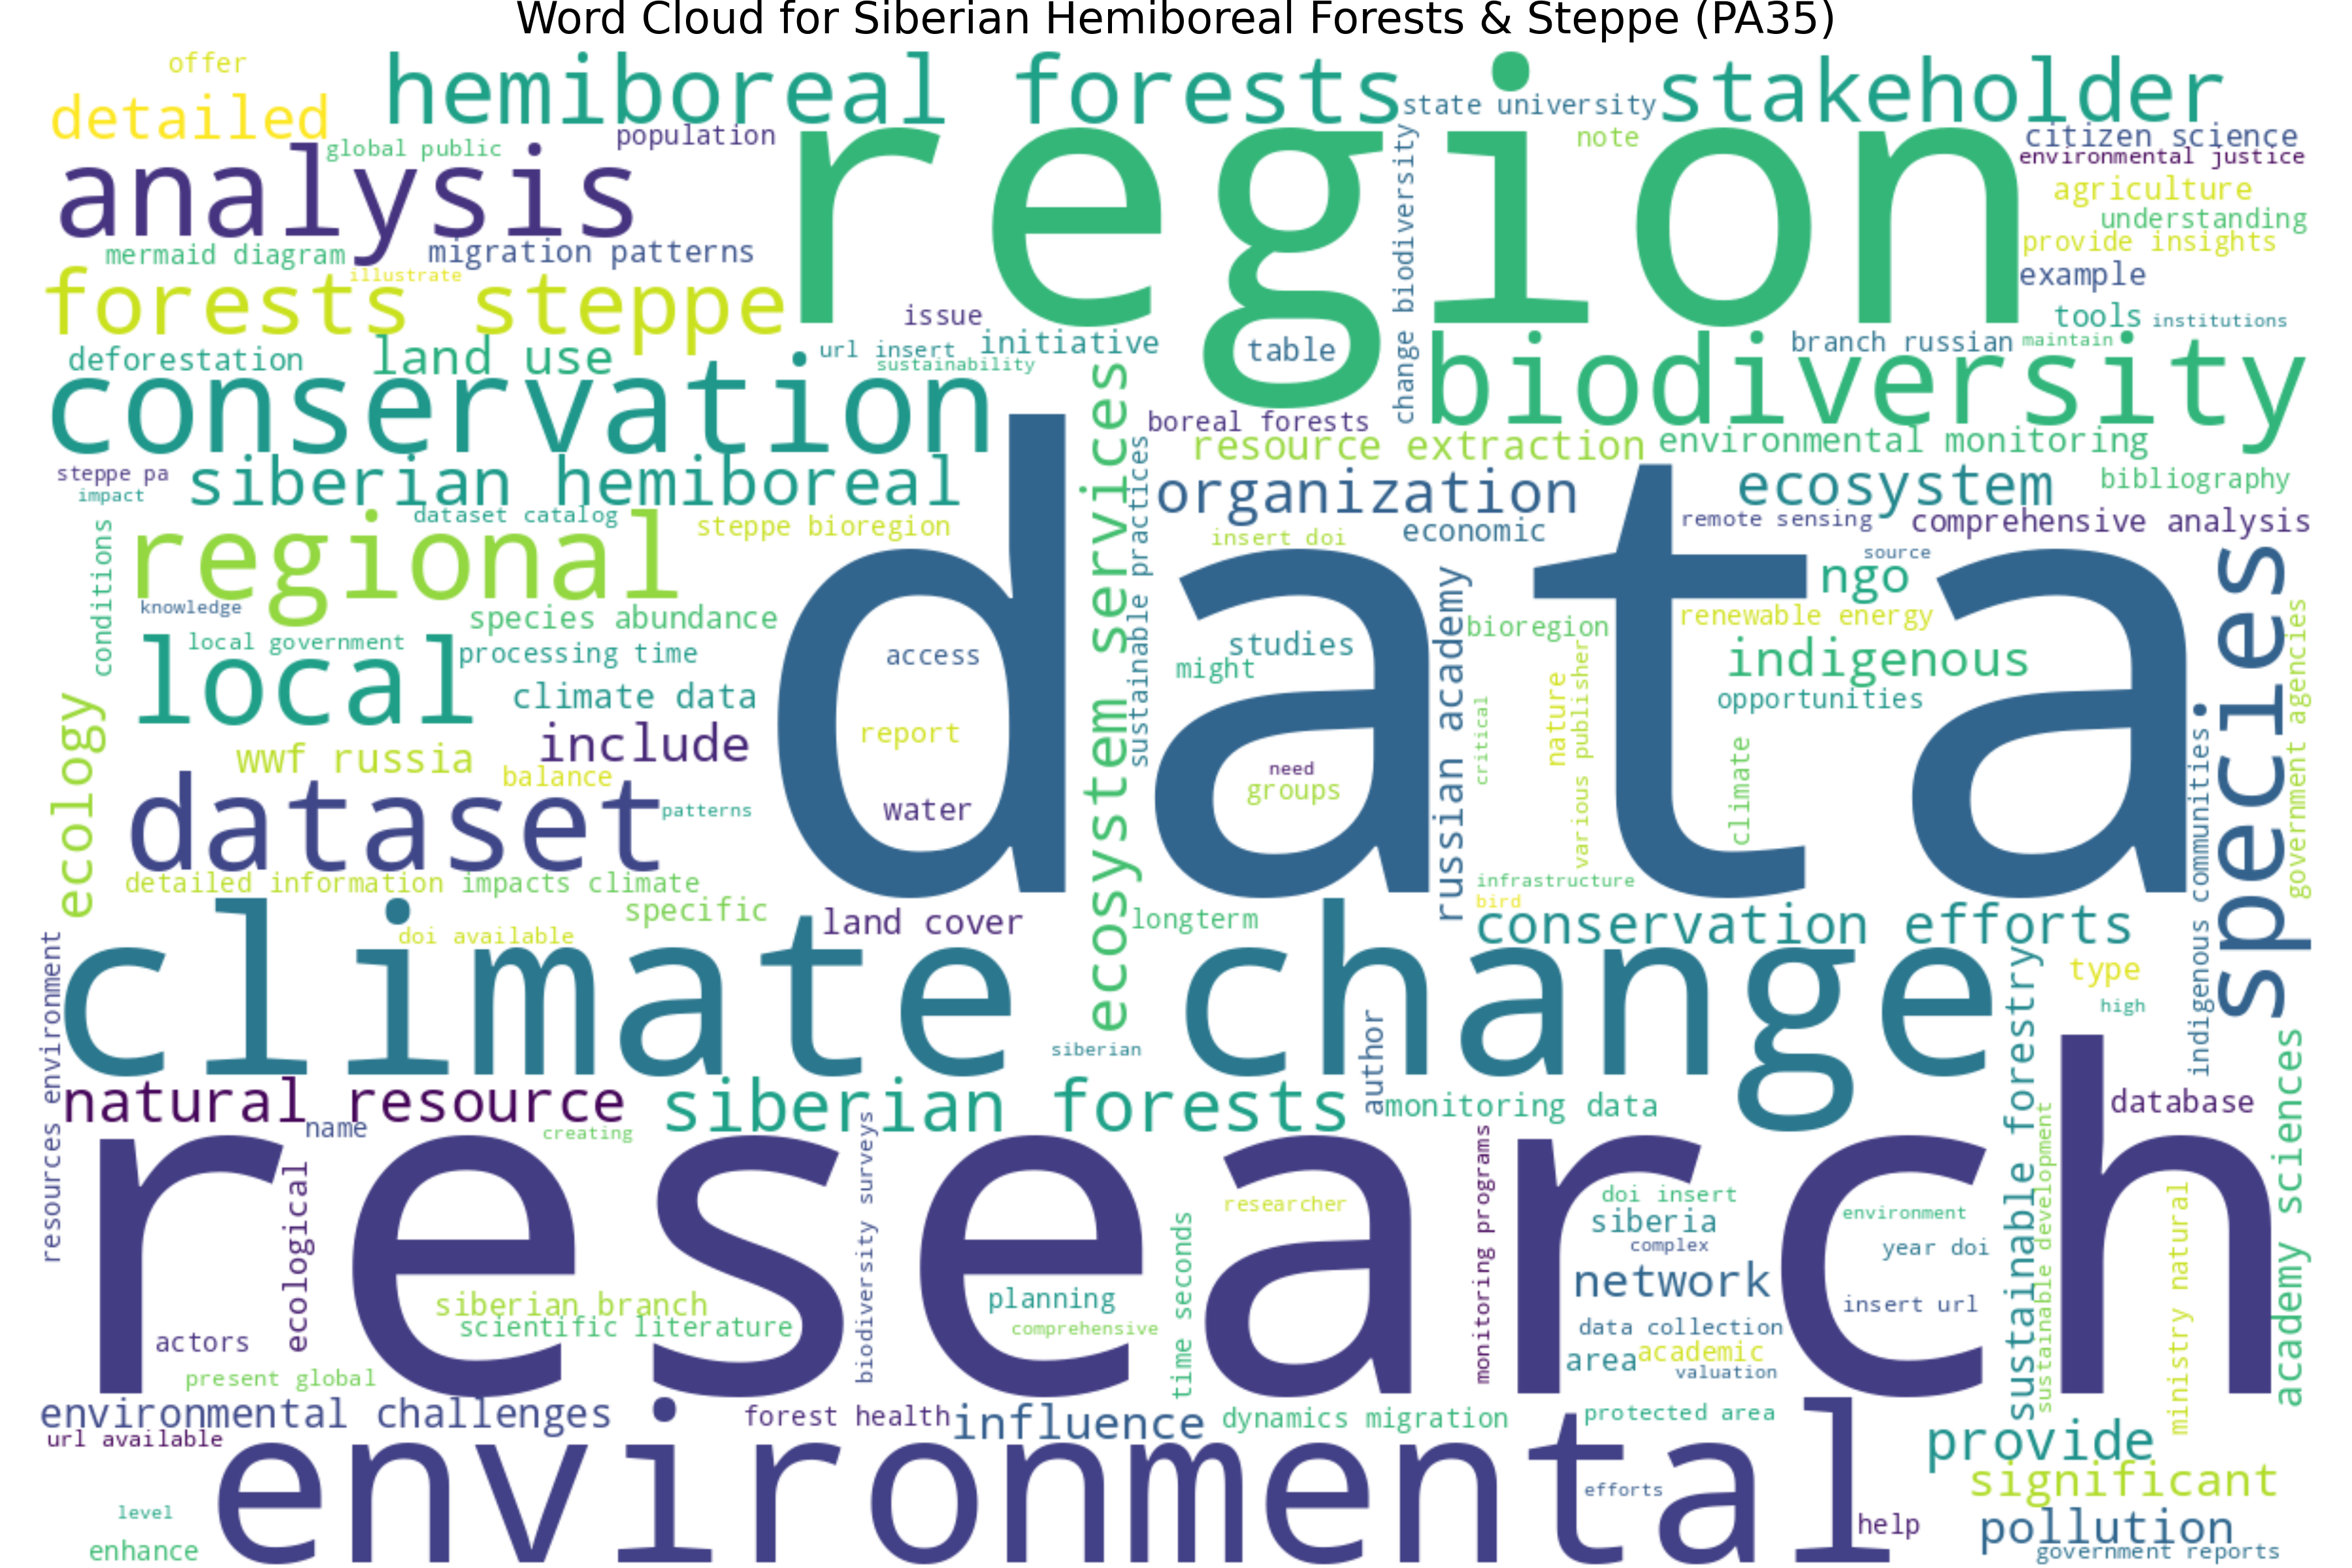 Word Cloud for Siberian Hemiboreal Forests & Steppe (PA35)
offer
hemiboreal forests
stakeholder
detailed
state university
population
note
citizen science
global public
region
environmental justice
analysis
agriculture
understanding
mermaid diagram
migration patterns
provide insights
illustrate
example
forests steppe
issue
change biodiversity
tools
institutions
deforestation
land use
url insert
initiative
table
branch russian
maintain
sustainability
conservation
biodiversity
boreal forests
resource extraction
environmental monitoring
steppe pa
siberian hemiboreal
impact
organization
ecosystem
bibliography
dataset catalog
steppe bioregion
insert doi
economic
remote sensing
comprehensive analysis
regional
conditions
ecosystem services
sustainable practices
source
ngo
knowledge
species abundance
data
bioregion
renewable energy
local government
local
processing time
access
studies
might
indigenous
climate data
opportunities
russian academy
species
government agencies
ecology
include
report
critical
nature
various publisher
climate
wwf russia
balance
need
groups
dataset
patterns
water
indigenous communities
detailed information
impacts climate
infrastructure
bird
specific
land cover
longterm
conservation efforts
doi available
climate change
type
high
resources environment
siberian
author
sustainable forestry
natural resource
siberian forests
monitoring data
database
name
creating
research
ecological
biodiversity surveys
researcher
monitoring programs
doi insert
siberia
complex
environment
year doi
sustainable development
ministry natural
academy sciences
network
siberian branch
scientific literature
planning
comprehensive
time seconds
insert url
data collection
actors
area
academic
valuation
present global
environmental challenges
forest health
influence
dynamics migration
protected area
url available
provide
environmental
significant
efforts
level
help
pollution
enhance
government reports